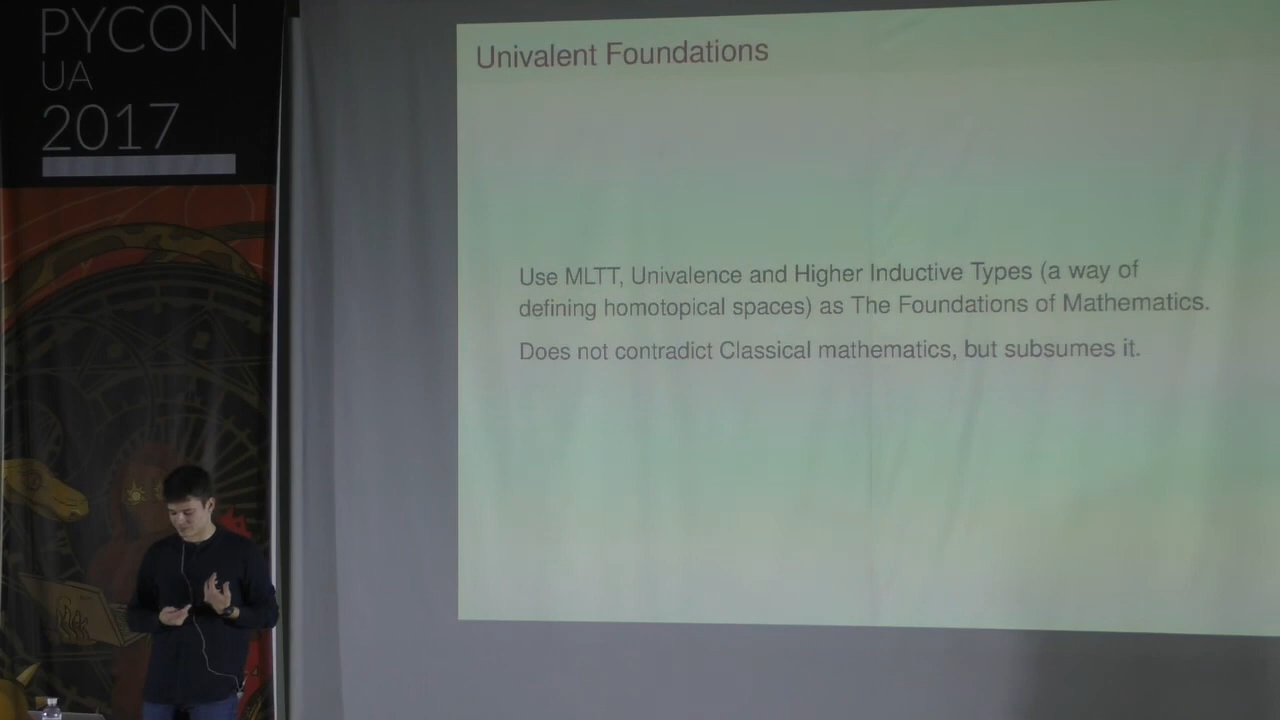 PYCON
UA
2017
Univalent Foundations
Use MLTT, Univalence and Higher Inductive Types (a way of
defining homotopical spaces) as The Foundations of Mathematics.
Does not contradict Classical mathematics, but subsumes it.